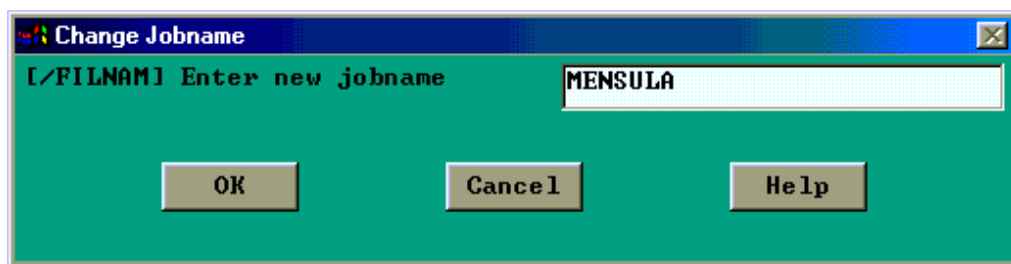 Change Jobname
[/FILNAM] Enter new jobname MENSULA
OK Cancel Help